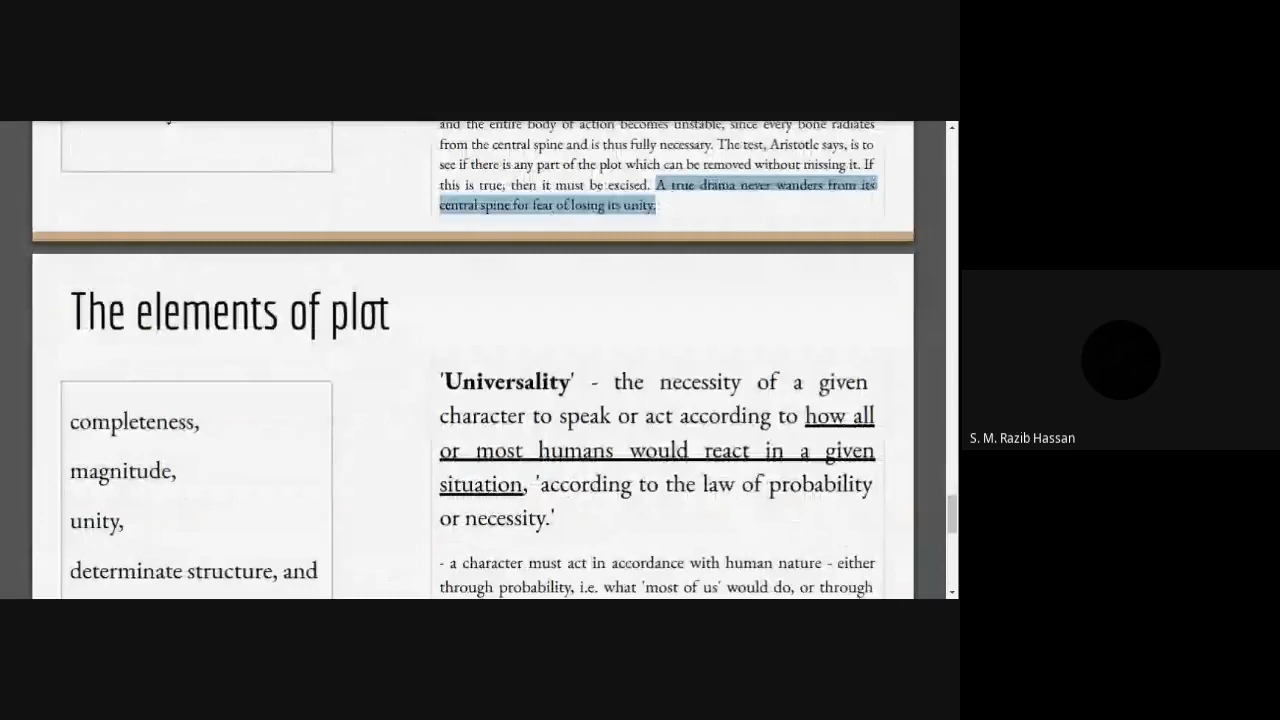 and the entire body of action becomes unstable, since every bone radiates
from the central spine and is thus fully necessary. The test, Aristotle says, is to
see if there is any part of the plot which can be removed without missing it. If
this is true, then it must be excised. A true drama never wanders from its
central spine for fear of losing its unity.
The elements of plot
completeness,
magnitude,
unity,
determinate structure, and
'Universality' - the necessity of a given
character to speak or act according to how all
or most humans would react in a given
situation, 'according to the law of probability
or necessity.'
- a character must act in accordance with human nature - either
through probability, i.e. what 'most of us' would do, or through
S. M. Razib Hassan